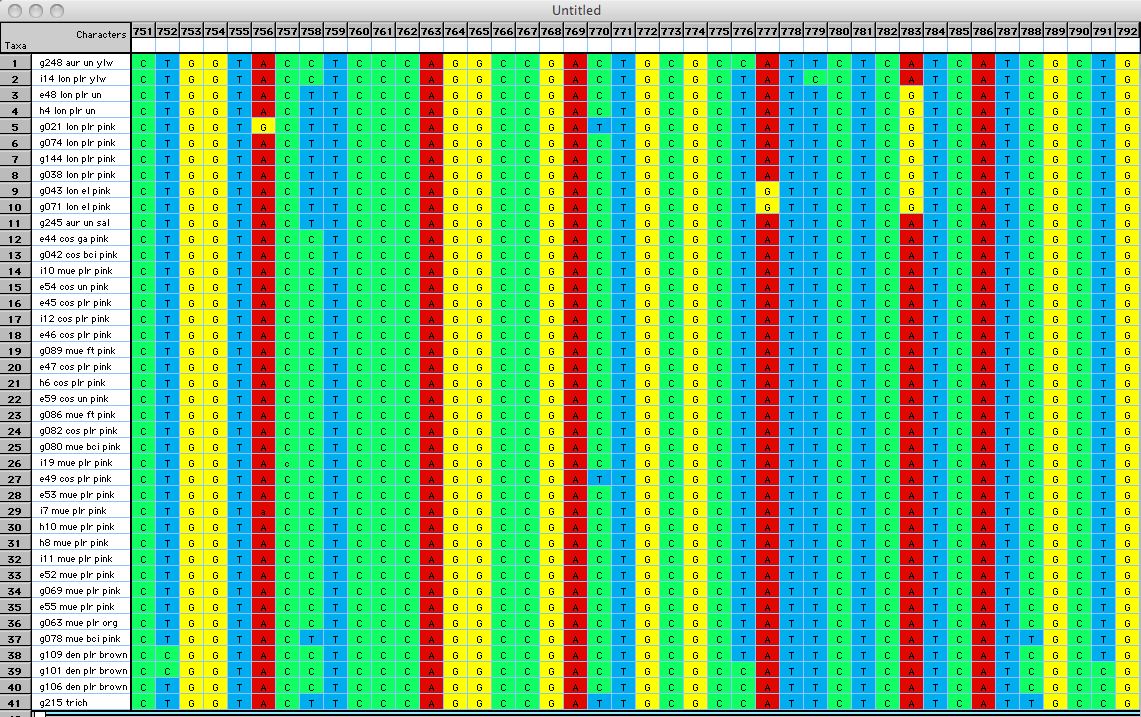 Untitled
Characters 751 752 753 754 755 756 757 758 759 760 761 762 763 764 765 766 767 768 769 770 771 772 773 774 775 776 777 778 779 780 781 782 783 784 785 786 787 788 789 790 791 792
Taxa
1 g248 aur un ylw C T G G T A C C T C C C A G G C C G A C T G C G C C A T T C T C A T C A T C G C T G
2 i14 lon plr ylw C T G G T A C C T C C C A G G C C G A C T G C G C T A T C C T C A T C A T C G C T G
3 e48 lon plr un C T G G T A C T T C C C A G G C C G A C T G C G C T A T T C T C G T C A T C G C T G
4 h4 lon plr un C T G G T A C T T C C C A G G C C G A C T G C G C T A T T C T C G T C A T C G C T G
5 g021 lon plr pink C T G G T G C T T C C C A G G C C G A T T G C G C T A T T C T C G T C A T C G C T G
6 g074 lon plr pink C T G G T A C T T C C C A G G C C G A C T G C G C T A T T C T C G T C A T C G C T G
7 g144 lon plr pink C T G G T A C T T C C C A G G C C G A C T G C G C T A T T C T C G T C A T C G C T G
8 g038 lon plr pink C T G G T A C T T C C C A G G C C G A C T G C G C T A T T C T C G T C A T C G C T G
9 g043 lon el pink C T G G T A C T T C C C A G G C C G A C T G C G C T G T T C T C G T C A T C G C T G
10 g071 lon el pink C T G G T A C T T C C C A G G C C G A C T G C G C T G T T C T C G T C A T C G C T G
11 g245 aur un sal C T G G T A C T T C C C A G G C C G A C T G C G C T A T T C T C A T C A T C G C T G
12 e44 cos ga pink C T G G T A C C T C C C A G G C C G A C T G C G C T A T T C T C A T C A T C G C T G
13 g042 cos bci pink C T G G T A C C T C C C A G G C C G A C T G C G C T A T T C T C A T C A T C G C T G
14 i10 mue plr pink C T G G T A C C T C C C A G G C C G A C T G C G C T A T T C T C A T C A T C G C T G
15 e54 cos un pink C T G G T A C C T C C C A G G C C G A C T G C G C T A T T C T C A T C A T C G C T G
16 e45 cos plr pink C T G G T A C C T C C C A G G C C G A C T G C G C T A T T C T C A T C A T C G C T G
17 i12 cos plr pink C T G G T A C C T C C C A G G C C G A C T G C G C T A T T C T C A T C A T C G C T G
18 e46 cos plr pink C T G G T A C C T C C C A G G C C G A C T G C G C T A T T C T C A T C A T C G C T G
19 g089 mue ft pink C T G G T A C C T C C C A G G C C G A C T G C G C T A T T C T C A T C A T C G C T G
20 e47 cos plr pink C T G G T A C C T C C C A G G C C G A C T G C G C T A T T C T C A T C A T C G C T G
21 h6 cos plr pink C T G G T A C C T C C C A G G C C G A C T G C G C T A T T C T C A T C A T C G C T G
22 e59 cos un pink C T G G T A C C T C C C A G G C C G A C T G C G C T A T T C T C A T C A T C G C T G
23 g086 mue ft pink C T G G T A C C T C C C A G G C C G A C T G C G C T A T T C T C A T C A T C G C T G
24 g082 cos plr pink C T G G T A C C T C C C A G G C C G A C T G C G C T A T T C T C A T C A T C G C T G
25 g080 mue bci pink C T G G T A C C T C C C A G G C C G A C T G C G C T A T T C T C A T C A T C G C T G
26 i19 mue plr pink C T G G T A c C T C C C A G G C C G A C T G C G C T A T T C T C A T C A T C G C T G
27 e49 cos plr pink C T G G T A C C T C C C A G G C C G A T T G C G C T A T T C T C A T C A T C G C T G
28 e53 mue plr pink C T G G T A C C T C C C A G G C C G A C T G C G C T A T T C T C A T C A T C G C T G
29 i7 mue plr pink C T G G T a C C T C C C A G G C C G A C T G C G C T A T T C T C A T C A T C G C T G
30 h10 mue plr pink C T G G T A C C T C C C A G G C C G A C T G C G C T A T T C T C A T C A T C G C T G
31 h8 mue plr pink C T G G T A C C T C C C A G G C C G A C T G C G C T A T T C T C A T C A T C G C T G
32 i11 mue plr pink C T G G T A C C T C C C A G G C C G A C T G C G C T A T T C T C A T C A T C G C T G
33 e52 mue plr pink C T G G T A C C T C C C A G G C C G A C T G C G C T A T T C T C A T C A T C G C T G
34 g069 mue plr pink C T G G T A C C T C C C A G G C C G A C T G C G C T A T T C T C A T C A T C G C T G
35 e55 mue plr pink C T G G T A C C T C C C A G G C C G A C T G C G C T A T T C T C A T C A T C G C T G
36 g063 mue plr org C T G G T A C C T C C C A G G C C G A C T G C G C T A T T C T C A T C A T C G C T G
37 g078 mue bci pink C T G G T A C T T C C C A G G C C G A C T G C G C T A T T C T C A T C A T T G C T G
38 g109 den plr brown C C G G T A C C T C C C A G G C C G A C T G C G C T A T T C T C A T C A T C G C T G
39 g101 den plr brown C C G G T A C C T C C C A G G C C G A C T G C G C C A T T C T C A T C A T C G C C G
40 g106 den plr brown C T G G T A C C T C C C A G G C C G A C T G C G C C A T T C T C A T C A T C G C C G
41 g215 trich C T G G T A C T T C C C A G G C C G A T T G C G C C A T T C T C A T C A T T G C C G